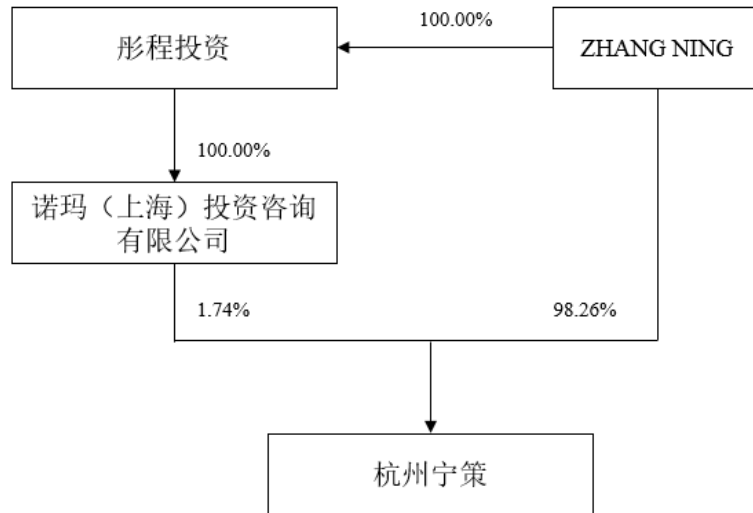 100.00%
彤程投资
ZHANG NING
100.00%
诺玛（上海）投资咨询
有限公司
1.74%
98.26%
杭州宁策